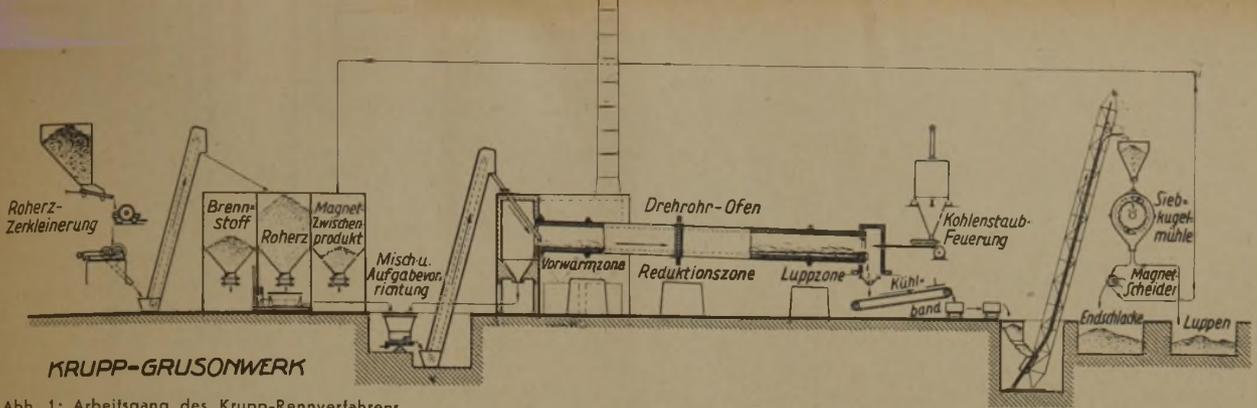 Roherz-
Zerkleinerung
Brenn-
stoff
Roherz
Magnet-
Zwischen
produkt
Misch-u.
Aufgabevor.
richtung
Vorwärmzone
Drehrohr-Ofen
Reduktionszone
Luppzone
Kohlenstaub-
Feuerung
Kühl-
band
Sieb-
kugel-
mühle
Magnet-
Scheider
Endschlacke
Luppen
KRUPP-GRUSONWERK
Abb. 1: Arbeitsgang des Krupp-Rennverfahrens